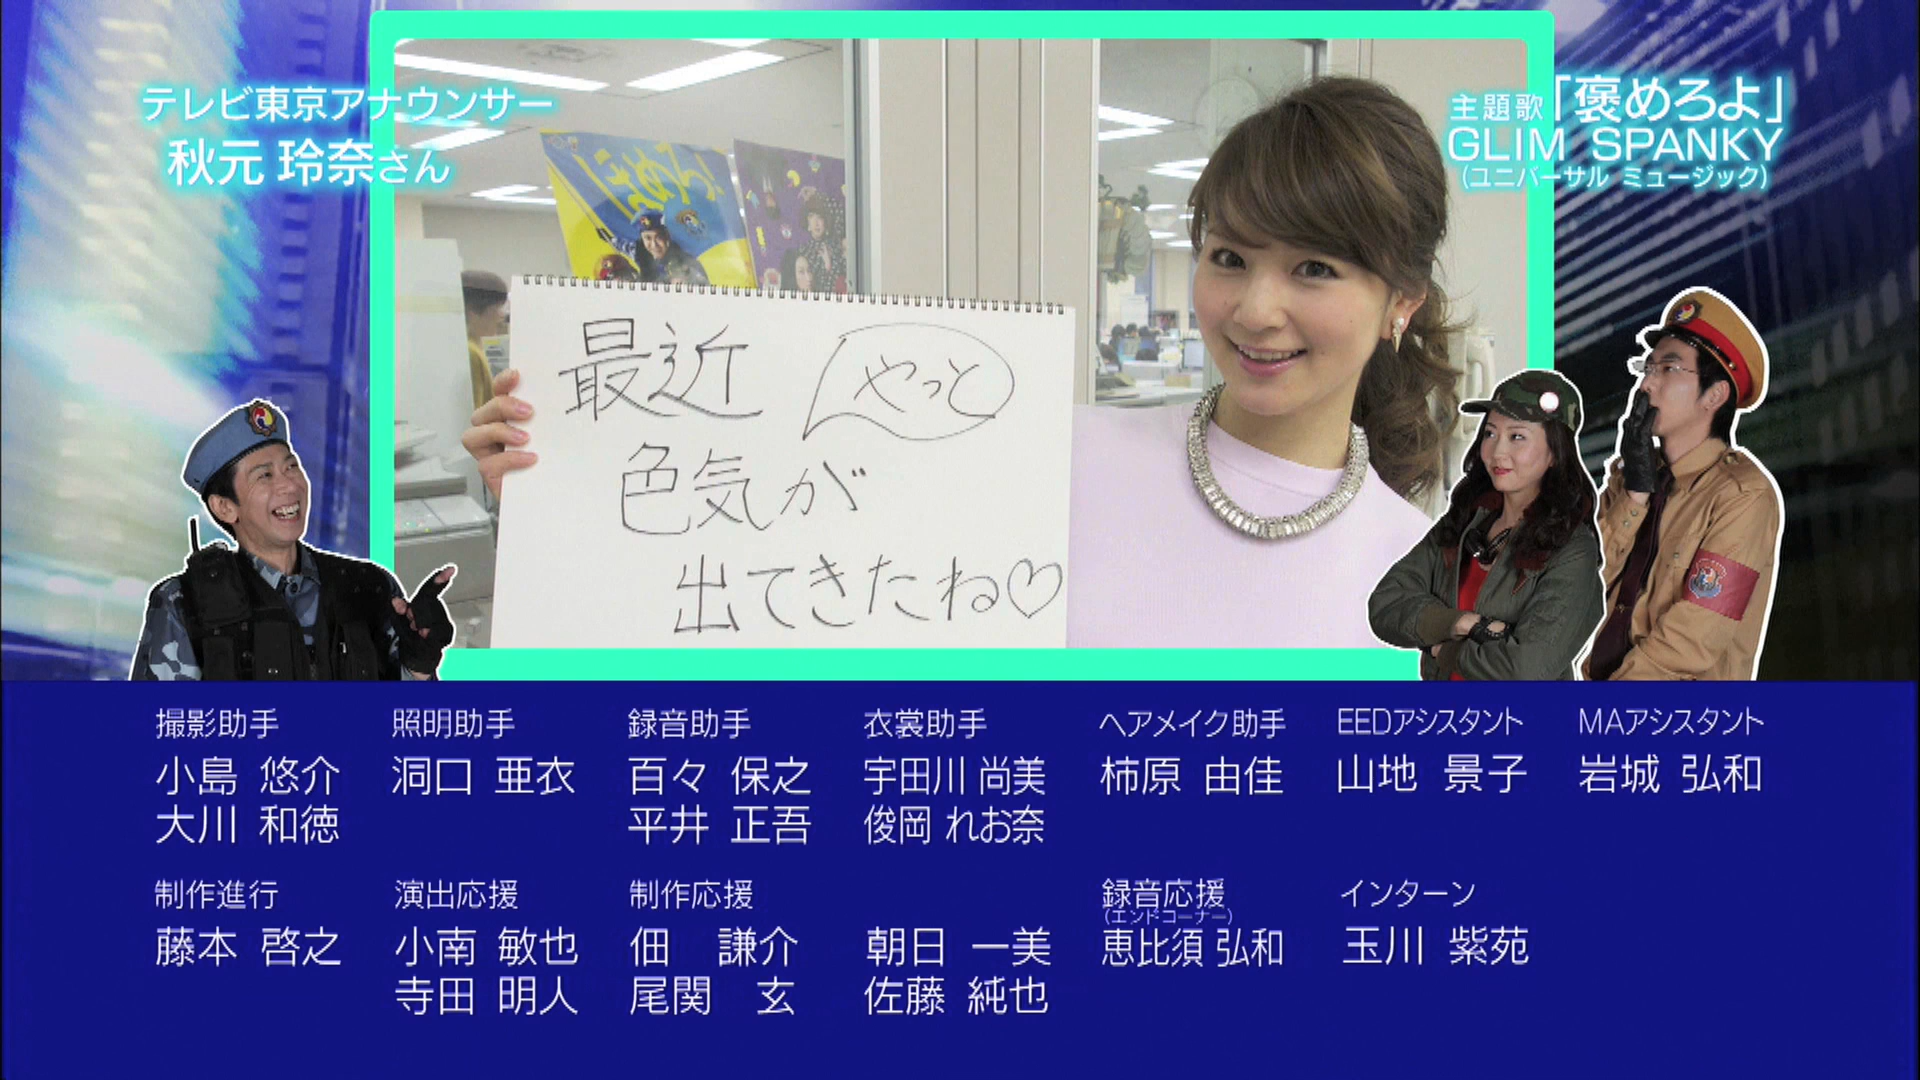 テレビ東京アナウンサー
秋元 玲奈さん
主題歌「褒めろよ」
GLIM SPANKY
(ユニバーサル ミュージック)
ほめろ!
最近 やっと
色気が
出てきたね♡
撮影助手 照明助手 録音助手 衣裳助手 ヘアメイク助手 EEDアシスタント MAアシスタント
小島 悠介 洞口 亜衣 百々 保之 宇田川 尚美 柿原 由佳 山地 景子 岩城 弘和
大川 和徳 平井 正吾 俊岡 れお奈
制作進行 演出応援 制作応援 録音応援 インターン
(エンドコーナー)
藤本 啓之 小南 敏也 佃 謙介 朝日 一美 恵比須 弘和 玉川 紫苑
寺田 明人 尾関 玄 佐藤 純也